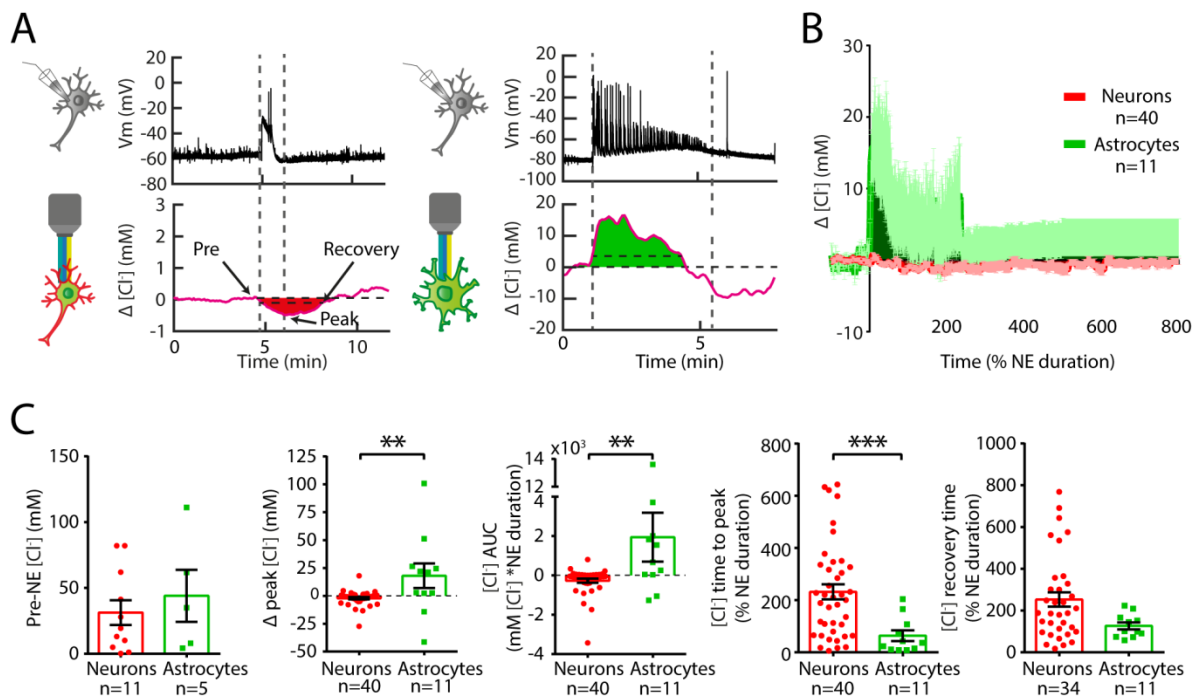 A
20
0
-20
-40
-60
-80
Vm (mV)
3
2
1
0
-1
Δ [Cl-] (mM)
Pre
Recovery
Peak
0
5
10
Time (min)
20
0
-20
-40
-60
-80
-100
Vm (mV)
5
20
10
0
-10
-20
Δ [Cl-] (mM)
0
5
Time (min)
B
30
20
10
-10
Δ [Cl-] (mM)
200
400
600
800
Time (% NE duration)
Neurons
n=40
Astrocytes
n=11
C
150
100
50
0
Pre-NE [Cl-] (mM)
Neurons
n=11
Astrocytes
n=5
**
150
100
50
0
-25
-50
Δ peak [Cl-] (mM)
Neurons
n=40
Astrocytes
n=11
**
×10³
14
12
4
2
0
-2
-4
[Cl-] AUC
(mM [Cl-] *NE duration)
Neurons
n=40
Astrocytes
n=11
***
800
600
400
200
0
[Cl-] time to peak
(% NE duration)
Neurons
n=40
Astrocytes
n=11
1000
800
600
400
200
0
[Cl-] recovery time
(% NE duration)
Neurons
n=34
Astrocytes
n=11